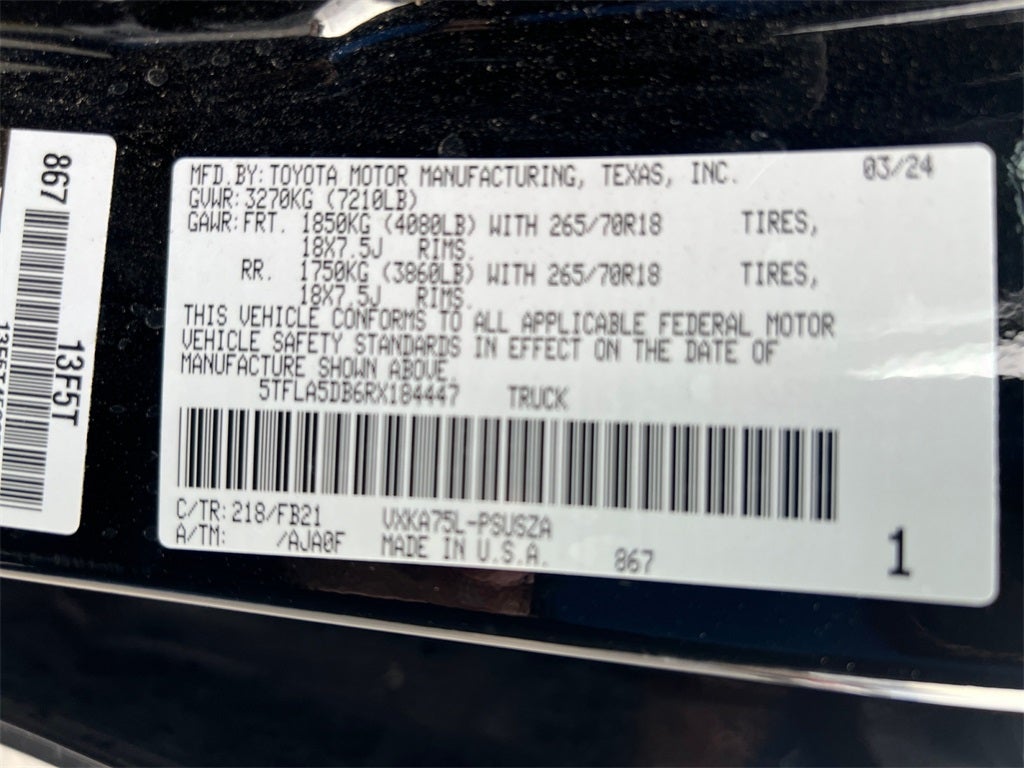 MFD.BY: TOYOTA MOTOR MANUFACTURING, TEXAS, INC. 03/24
GVWR: 3270KG (7210LB)
GAWR: FRT. 1850KG (4080LB) WITH 265/70R18 TIRES,
18X7.5J RIMS.
RR. 1750KG (3860LB) WITH 265/70R18 TIRES,
18X7.5J RIMS.
THIS VEHICLE CONFORMS TO ALL APPLICABLE FEDERAL MOTOR
VEHICLE SAFETY STANDARDS IN EFFECT ON THE DATE OF
MANUFACTURE SHOWN ABOVE.
5TFLA5DB6RX184447 TRUCK
C/TR: 218/FB21 VXKA75L-PSUSZA
A/TM: /AJA0F MADE IN U.S.A. 867 1
867
13F5T